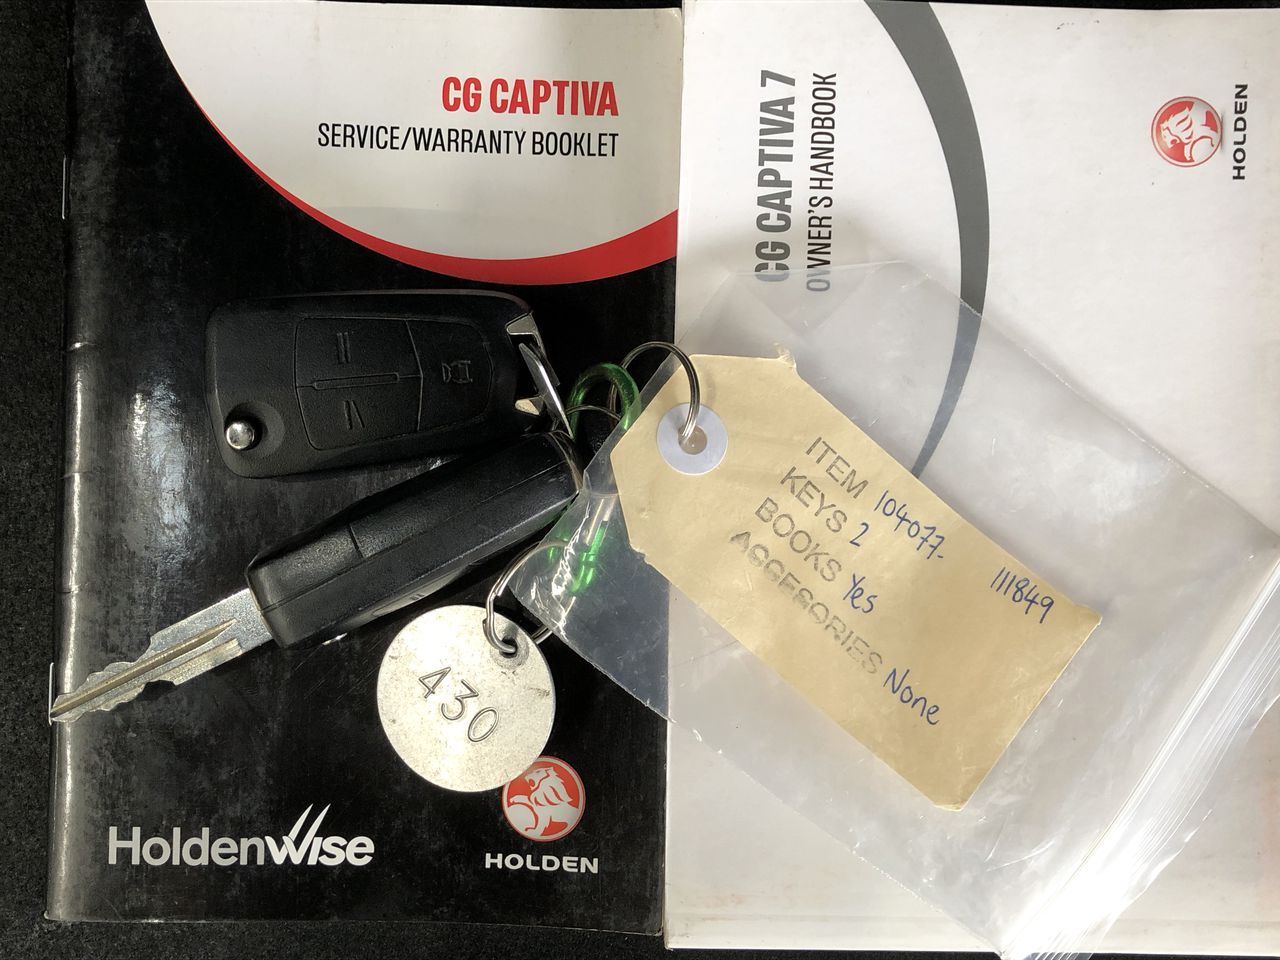 CG CAPTIVA
SERVICE/WARRANTY BOOKLET
CG CAPTIVA 7
OWNER'S HANDBOOK
HOLDEN
ITEM 104077- 111849
KEYS 2
BOOKS Yes
ASSESORIES None
430
HoldenWise
HOLDEN